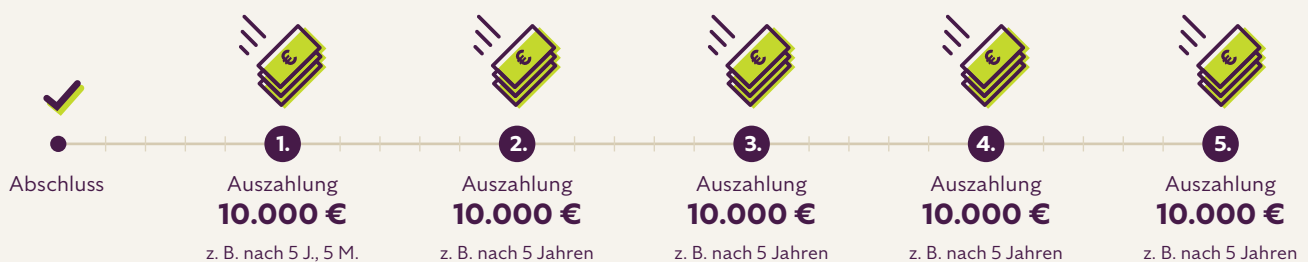 € € € € €
1. 2. 3. 4. 5.
Abschluss Auszahlung Auszahlung Auszahlung Auszahlung Auszahlung
10.000 € 10.000 € 10.000 € 10.000 € 10.000 €
z. B. nach 5 J., 5 M. z. B. nach 5 Jahren z. B. nach 5 Jahren z. B. nach 5 Jahren z. B. nach 5 Jahren